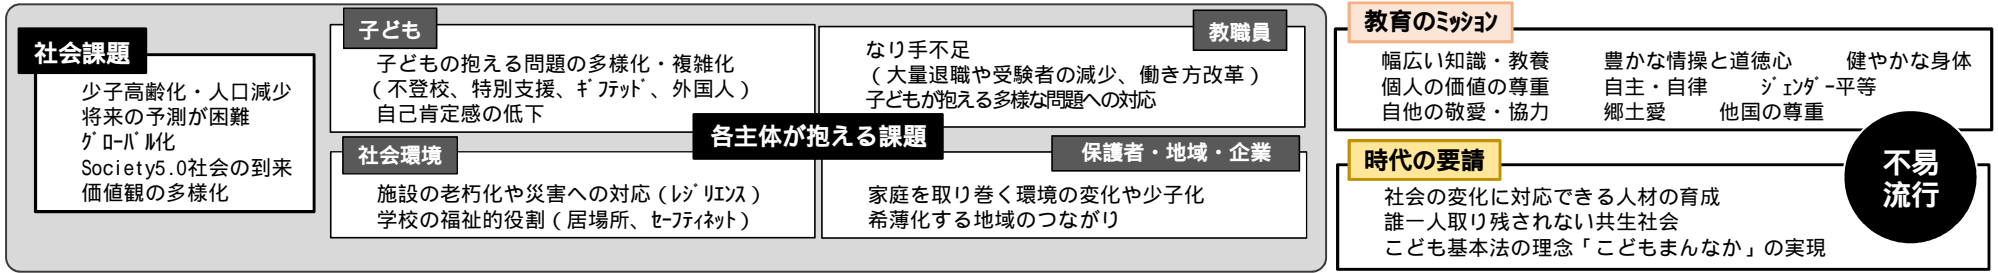 社会課題
少子高齢化・人口減少
将来の予測が困難
ｸﾞﾛｰﾊﾞﾙ化
Society5.0社会の到来
価値観の多様化
各主体が抱える課題
子ども
子どもの抱える問題の多様化・複雑化
（不登校、特別支援、ｷﾞﾌﾃｯﾄﾞ、外国人）
自己肯定感の低下
教職員
なり手不足
（大量退職や受験者の減少、働き方改革）
子どもが抱える多様な問題への対応
社会環境
施設の老朽化や災害への対応（ﾚｼﾞﾘｴﾝｽ）
学校の福祉的役割（居場所、ｾｰﾌﾃｨﾈｯﾄ）
保護者・地域・企業
家庭を取り巻く環境の変化や少子化
希薄化する地域のつながり
教育のﾐｯｼｮﾝ
幅広い知識・教養　豊かな情操と道徳心　健やかな身体
個人の価値の尊重　自主・自律　ｼﾞｪﾝﾀﾞｰ平等
自他の敬愛・協力　郷土愛　他国の尊重
時代の要請
社会の変化に対応できる人材の育成
誰一人取り残されない共生社会
こども基本法の理念「こどもまんなか」の実現
不易
流行